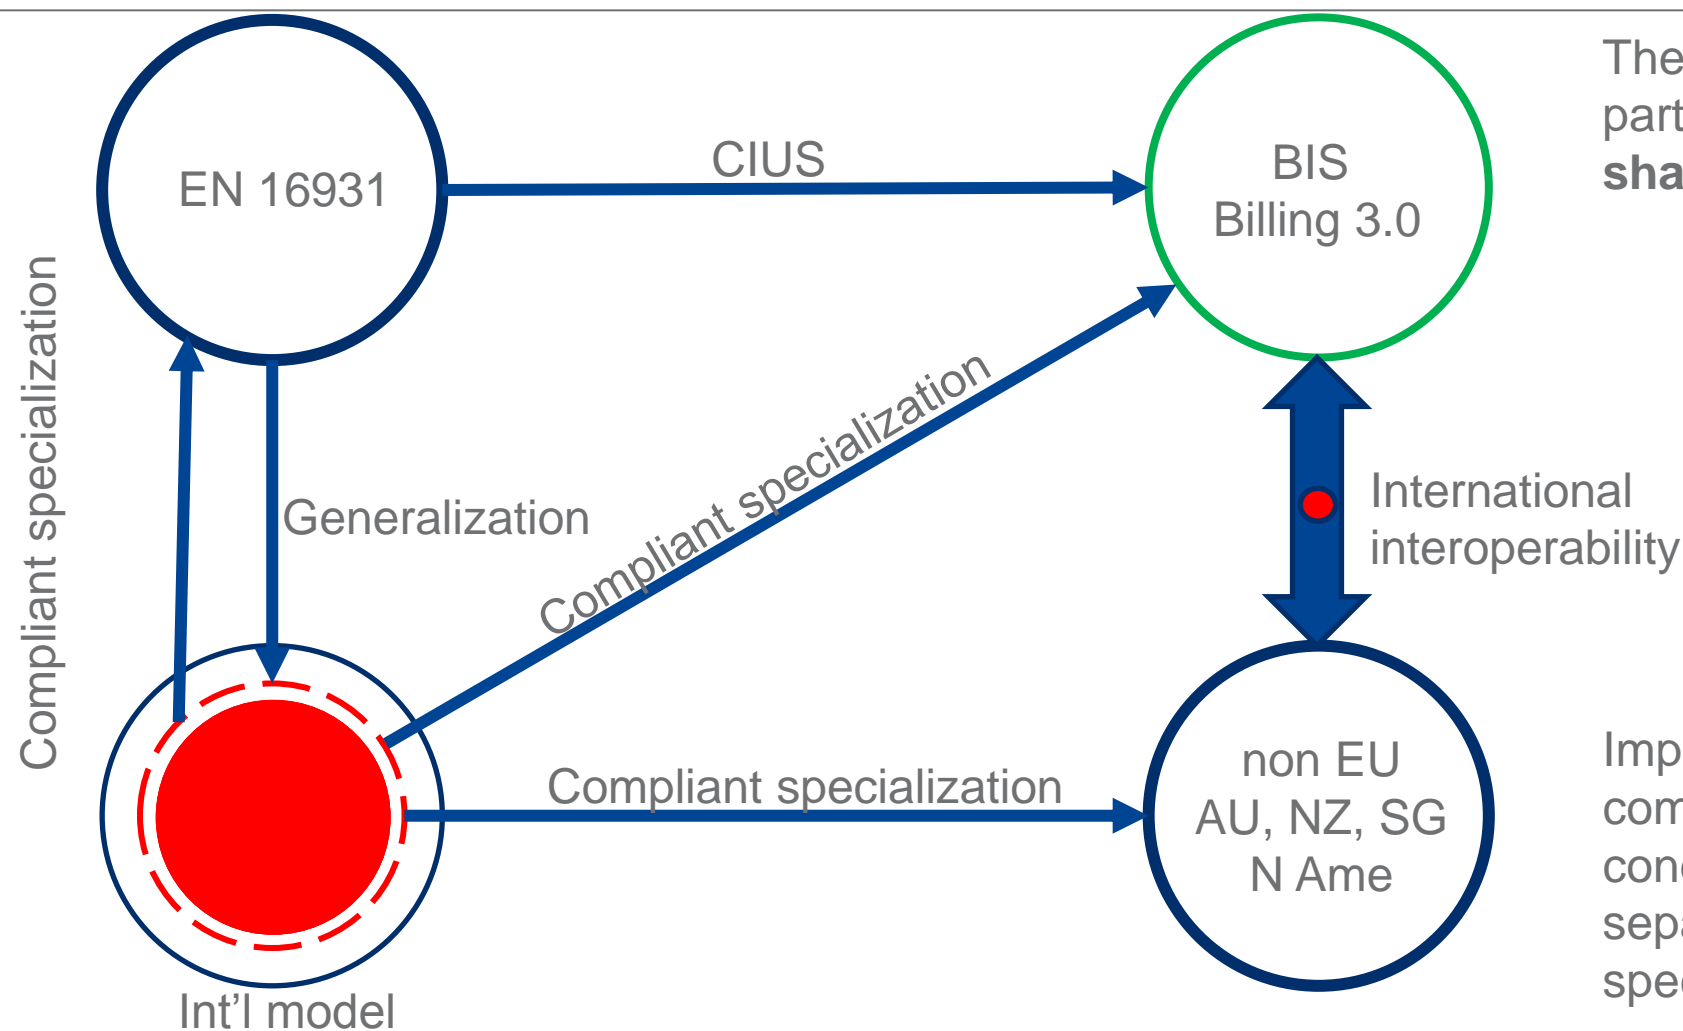 EN 16931
CIUS
BIS
Billing 3.0
The
Compliant specialization
Generalization
Compliant specialization
International
interoperability
Compliant specialization
non EU
AU, NZ, SG
N Ame
Int'l model